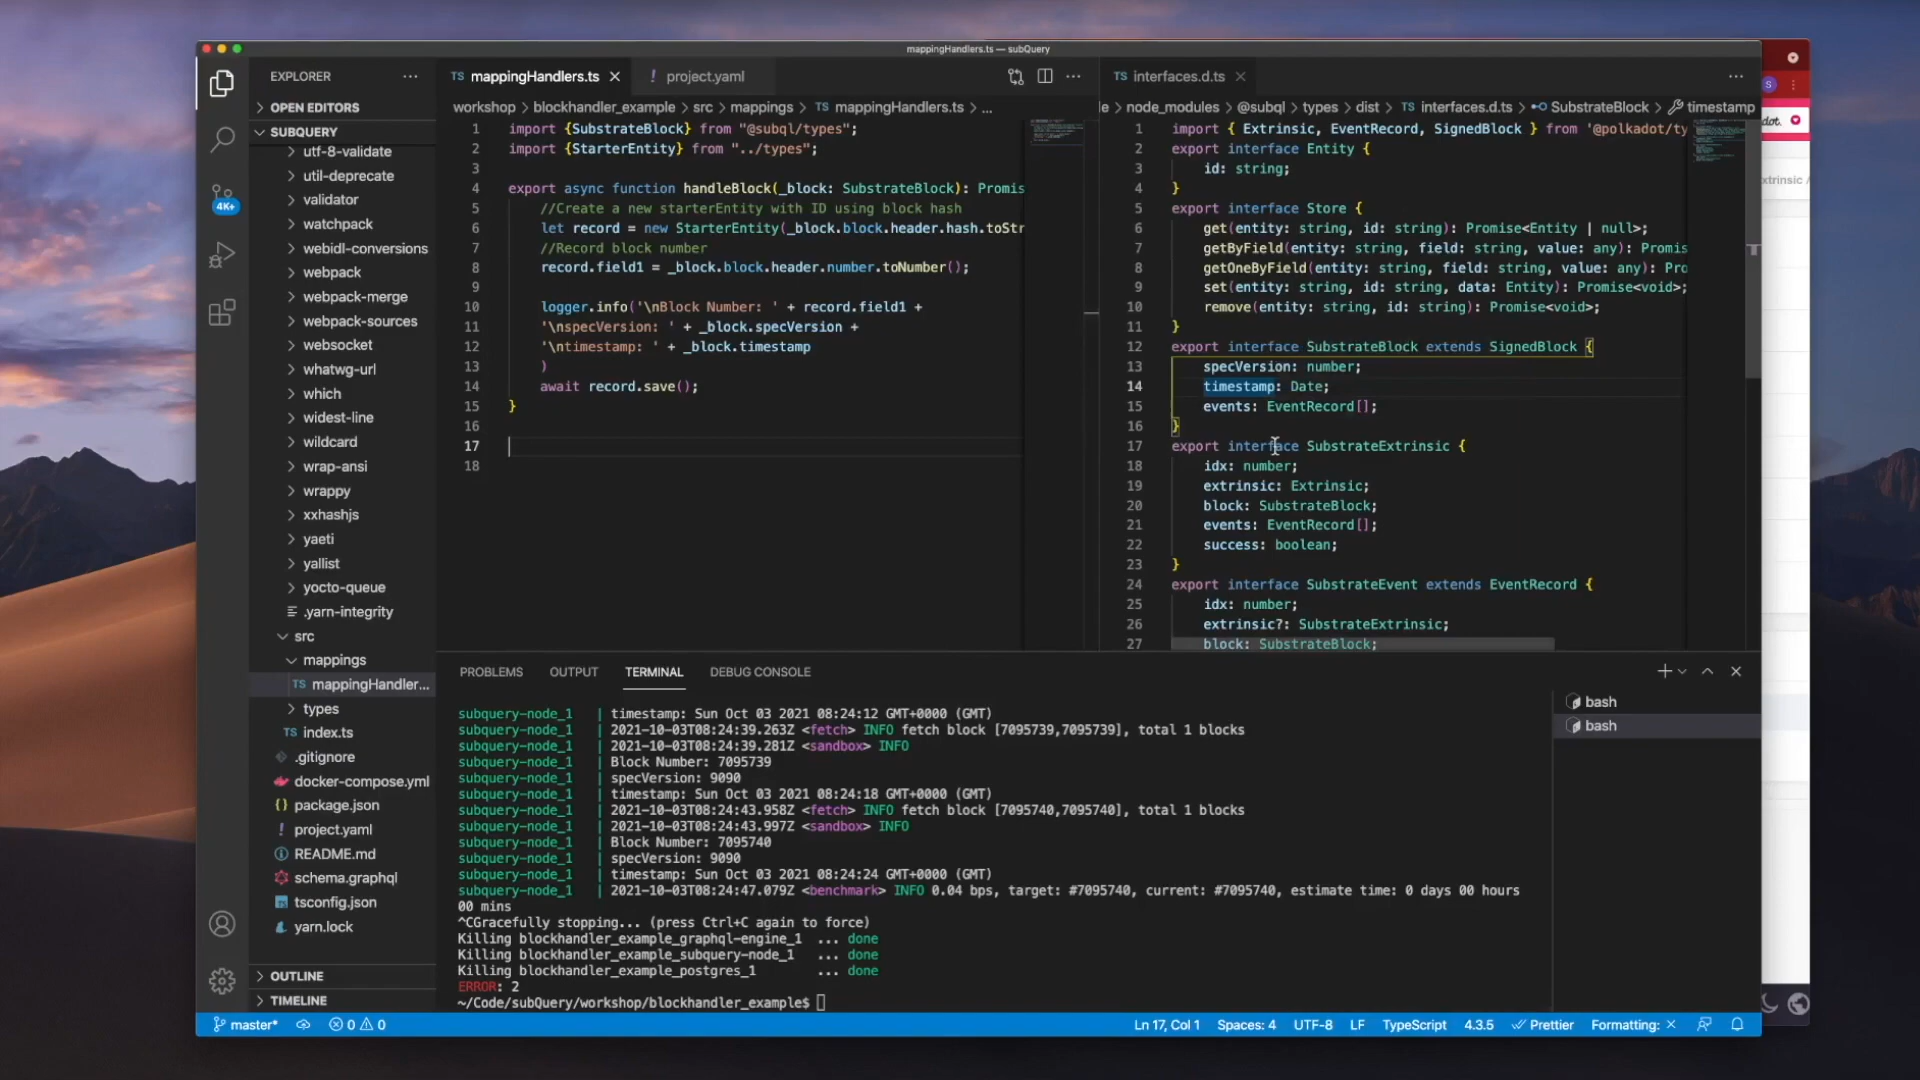 mappingHandlers.ts — subQuery
EXPLORER
OPEN EDITORS
SUBQUERY
utf-8-validate
util-deprecate
validator
watchpack
webidl-conversions
webpack
webpack-merge
webpack-sources
websocket
whatwg-url
which
widest-line
wildcard
wrap-ansi
wrappy
xxhashjs
yaeti
yallist
yocto-queue
.yarn-integrity
src
mappings
TS mappingHandler...
types
TS index.ts
.gitignore
docker-compose.yml
{} package.json
! project.yaml
README.md
schema.graphql
tsconfig.json
yarn.lock
OUTLINE
TIMELINE
4K+
TS mappingHandlers.ts
! project.yaml
workshop > blockhandler_example > src > mappings > TS mappingHandlers.ts > ...
1 import {SubstrateBlock} from "@subql/types";
2 import {StarterEntity} from "../types";
3
4 export async function handleBlock(_block: SubstrateBlock): Promis
5 //Create a new starterEntity with ID using block hash
6 let record = new StarterEntity(_block.block.header.hash.toStr
7 //Record block number
8 record.field1 = _block.block.header.number.toNumber();
9
10 logger.info('\nBlock Number: ' + record.field1 +
11 '\nspecVersion: ' + _block.specVersion +
12 '\ntimestamp: ' + _block.timestamp
13 )
14 await record.save();
15 }
16
17
18
TS interfaces.d.ts
le > node_modules > @subql > types > dist > TS interfaces.d.ts > SubstrateBlock > timestamp
1 import { Extrinsic, EventRecord, SignedBlock } from '@polkadot/ty
2 export interface Entity {
3 id: string;
4 }
5 export interface Store {
6 get(entity: string, id: string): Promise<Entity | null>;
7 getByField(entity: string, field: string, value: any): Promis
8 getOneByField(entity: string, field: string, value: any): Pro
9 set(entity: string, id: string, data: Entity): Promise<void>;
10 remove(entity: string, id: string): Promise<void>;
11 }
12 export interface SubstrateBlock extends SignedBlock {
13 specVersion: number;
14 timestamp: Date;
15 events: EventRecord[];
16 }
17 export interface SubstrateExtrinsic {
18 idx: number;
19 extrinsic: Extrinsic;
20 block: SubstrateBlock;
21 events: EventRecord[];
22 success: boolean;
23 }
24 export interface SubstrateEvent extends EventRecord {
25 idx: number;
26 extrinsic?: SubstrateExtrinsic;
27 block: SubstrateBlock;
PROBLEMS OUTPUT TERMINAL DEBUG CONSOLE
subquery-node_1 | timestamp: Sun Oct 03 2021 08:24:12 GMT+0000 (GMT)
subquery-node_1 | 2021-10-03T08:24:39.263Z <fetch> INFO fetch block [7095739,7095739], total 1 blocks
subquery-node_1 | 2021-10-03T08:24:39.281Z <sandbox> INFO
subquery-node_1 | Block Number: 7095739
subquery-node_1 | specVersion: 9090
subquery-node_1 | timestamp: Sun Oct 03 2021 08:24:18 GMT+0000 (GMT)
subquery-node_1 | 2021-10-03T08:24:43.958Z <fetch> INFO fetch block [7095740,7095740], total 1 blocks
subquery-node_1 | 2021-10-03T08:24:43.997Z <sandbox> INFO
subquery-node_1 | Block Number: 7095740
subquery-node_1 | specVersion: 9090
subquery-node_1 | timestamp: Sun Oct 03 2021 08:24:24 GMT+0000 (GMT)
subquery-node_1 | 2021-10-03T08:24:47.079Z <benchmark> INFO 0.04 bps, target: #7095740, current: #7095740, estimate time: 0 days 00 hours
00 mins
^CGracefully stopping... (press Ctrl+C again to force)
Killing blockhandler_example_graphql-engine_1 ... done
Killing blockhandler_example_subquery-node_1 ... done
Killing blockhandler_example_postgres_1 ... done
ERROR: 2
~/Code/subQuery/workshop/blockhandler_example$
bash
bash
S
dot.
xtrinsic /
master* 0 0 Ln 17, Col 1 Spaces: 4 UTF-8 LF TypeScript 4.3.5 Prettier Formatting: ×